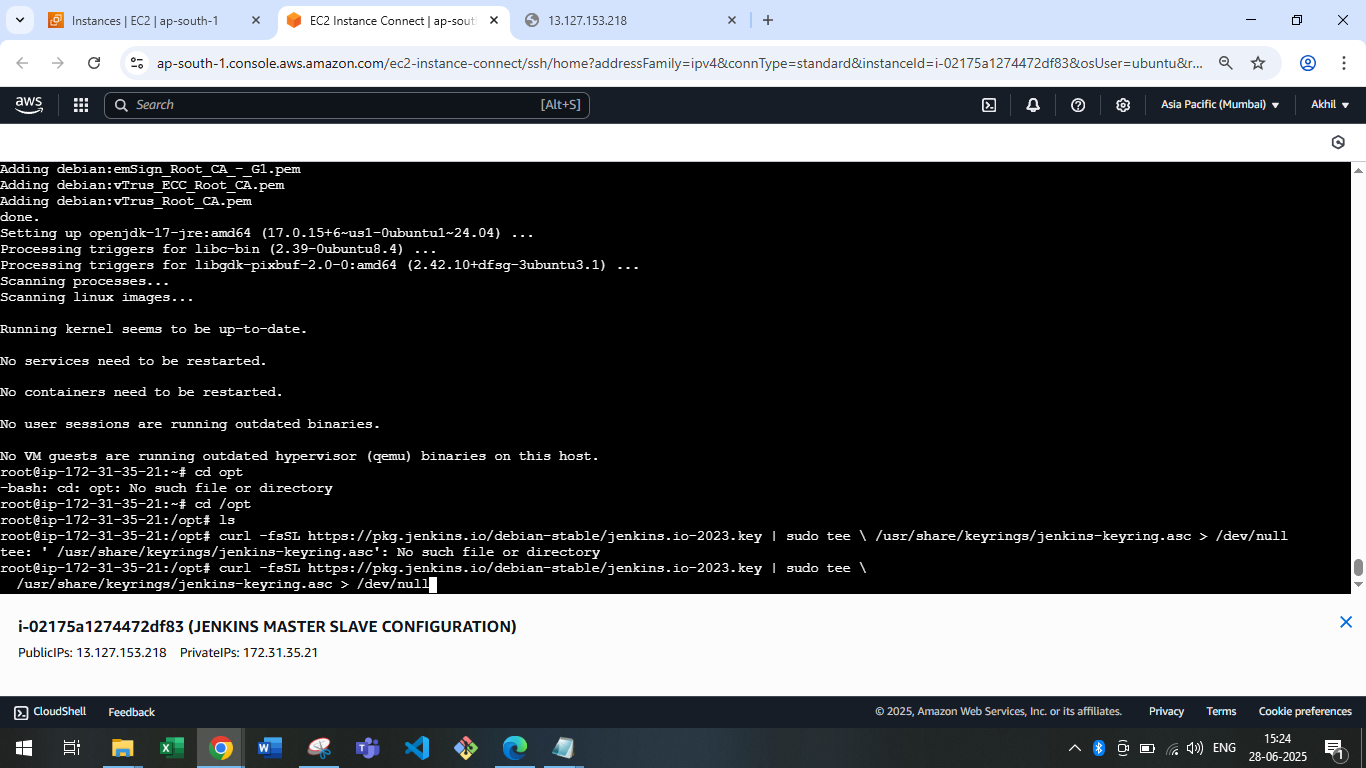 Instances | EC2 | ap-south-1
EC2 Instance Connect | ap-sout
13.127.153.218
ap-south-1.console.aws.amazon.com/ec2-instance-connect/ssh/home?addressFamily=ipv4&connType=standard&instanceId=i-02175a1274472df83&osUser=ubuntu&r...
aws
Search
[Alt+S]
Asia Pacific (Mumbai)
Akhil
Adding debian:emSign_Root_CA_-_G1.pem
Adding debian:vTrus_ECC_Root_CA.pem
Adding debian:vTrus_Root_CA.pem
done.
Setting up openjdk-17-jre:amd64 (17.0.15+6~us1-0ubuntu1~24.04) ...
Processing triggers for libc-bin (2.39-0ubuntu8.4) ...
Processing triggers for libgdk-pixbuf-2.0-0:amd64 (2.42.10+dfsg-3ubuntu3.1) ...
Scanning processes...
Scanning linux images...
Running kernel seems to be up-to-date.
No services need to be restarted.
No containers need to be restarted.
No user sessions are running outdated binaries.
No VM guests are running outdated hypervisor (qemu) binaries on this host.
root@ip-172-31-35-21:~# cd opt
-bash: cd: opt: No such file or directory
root@ip-172-31-35-21:~# cd /opt
root@ip-172-31-35-21:/opt# ls
root@ip-172-31-35-21:/opt# curl -fsSL https://pkg.jenkins.io/debian-stable/jenkins.io-2023.key | sudo tee \ /usr/share/keyrings/jenkins-keyring.asc > /dev/null
tee: ' /usr/share/keyrings/jenkins-keyring.asc': No such file or directory
root@ip-172-31-35-21:/opt# curl -fsSL https://pkg.jenkins.io/debian-stable/jenkins.io-2023.key | sudo tee \
/usr/share/keyrings/jenkins-keyring.asc > /dev/null
i-02175a1274472df83 (JENKINS MASTER SLAVE CONFIGURATION)
PublicIPs: 13.127.153.218 PrivateIPs: 172.31.35.21
CloudShell
Feedback
© 2025, Amazon Web Services, Inc. or its affiliates.
Privacy
Terms
Cookie preferences
ENG
15:24
28-06-2025
1